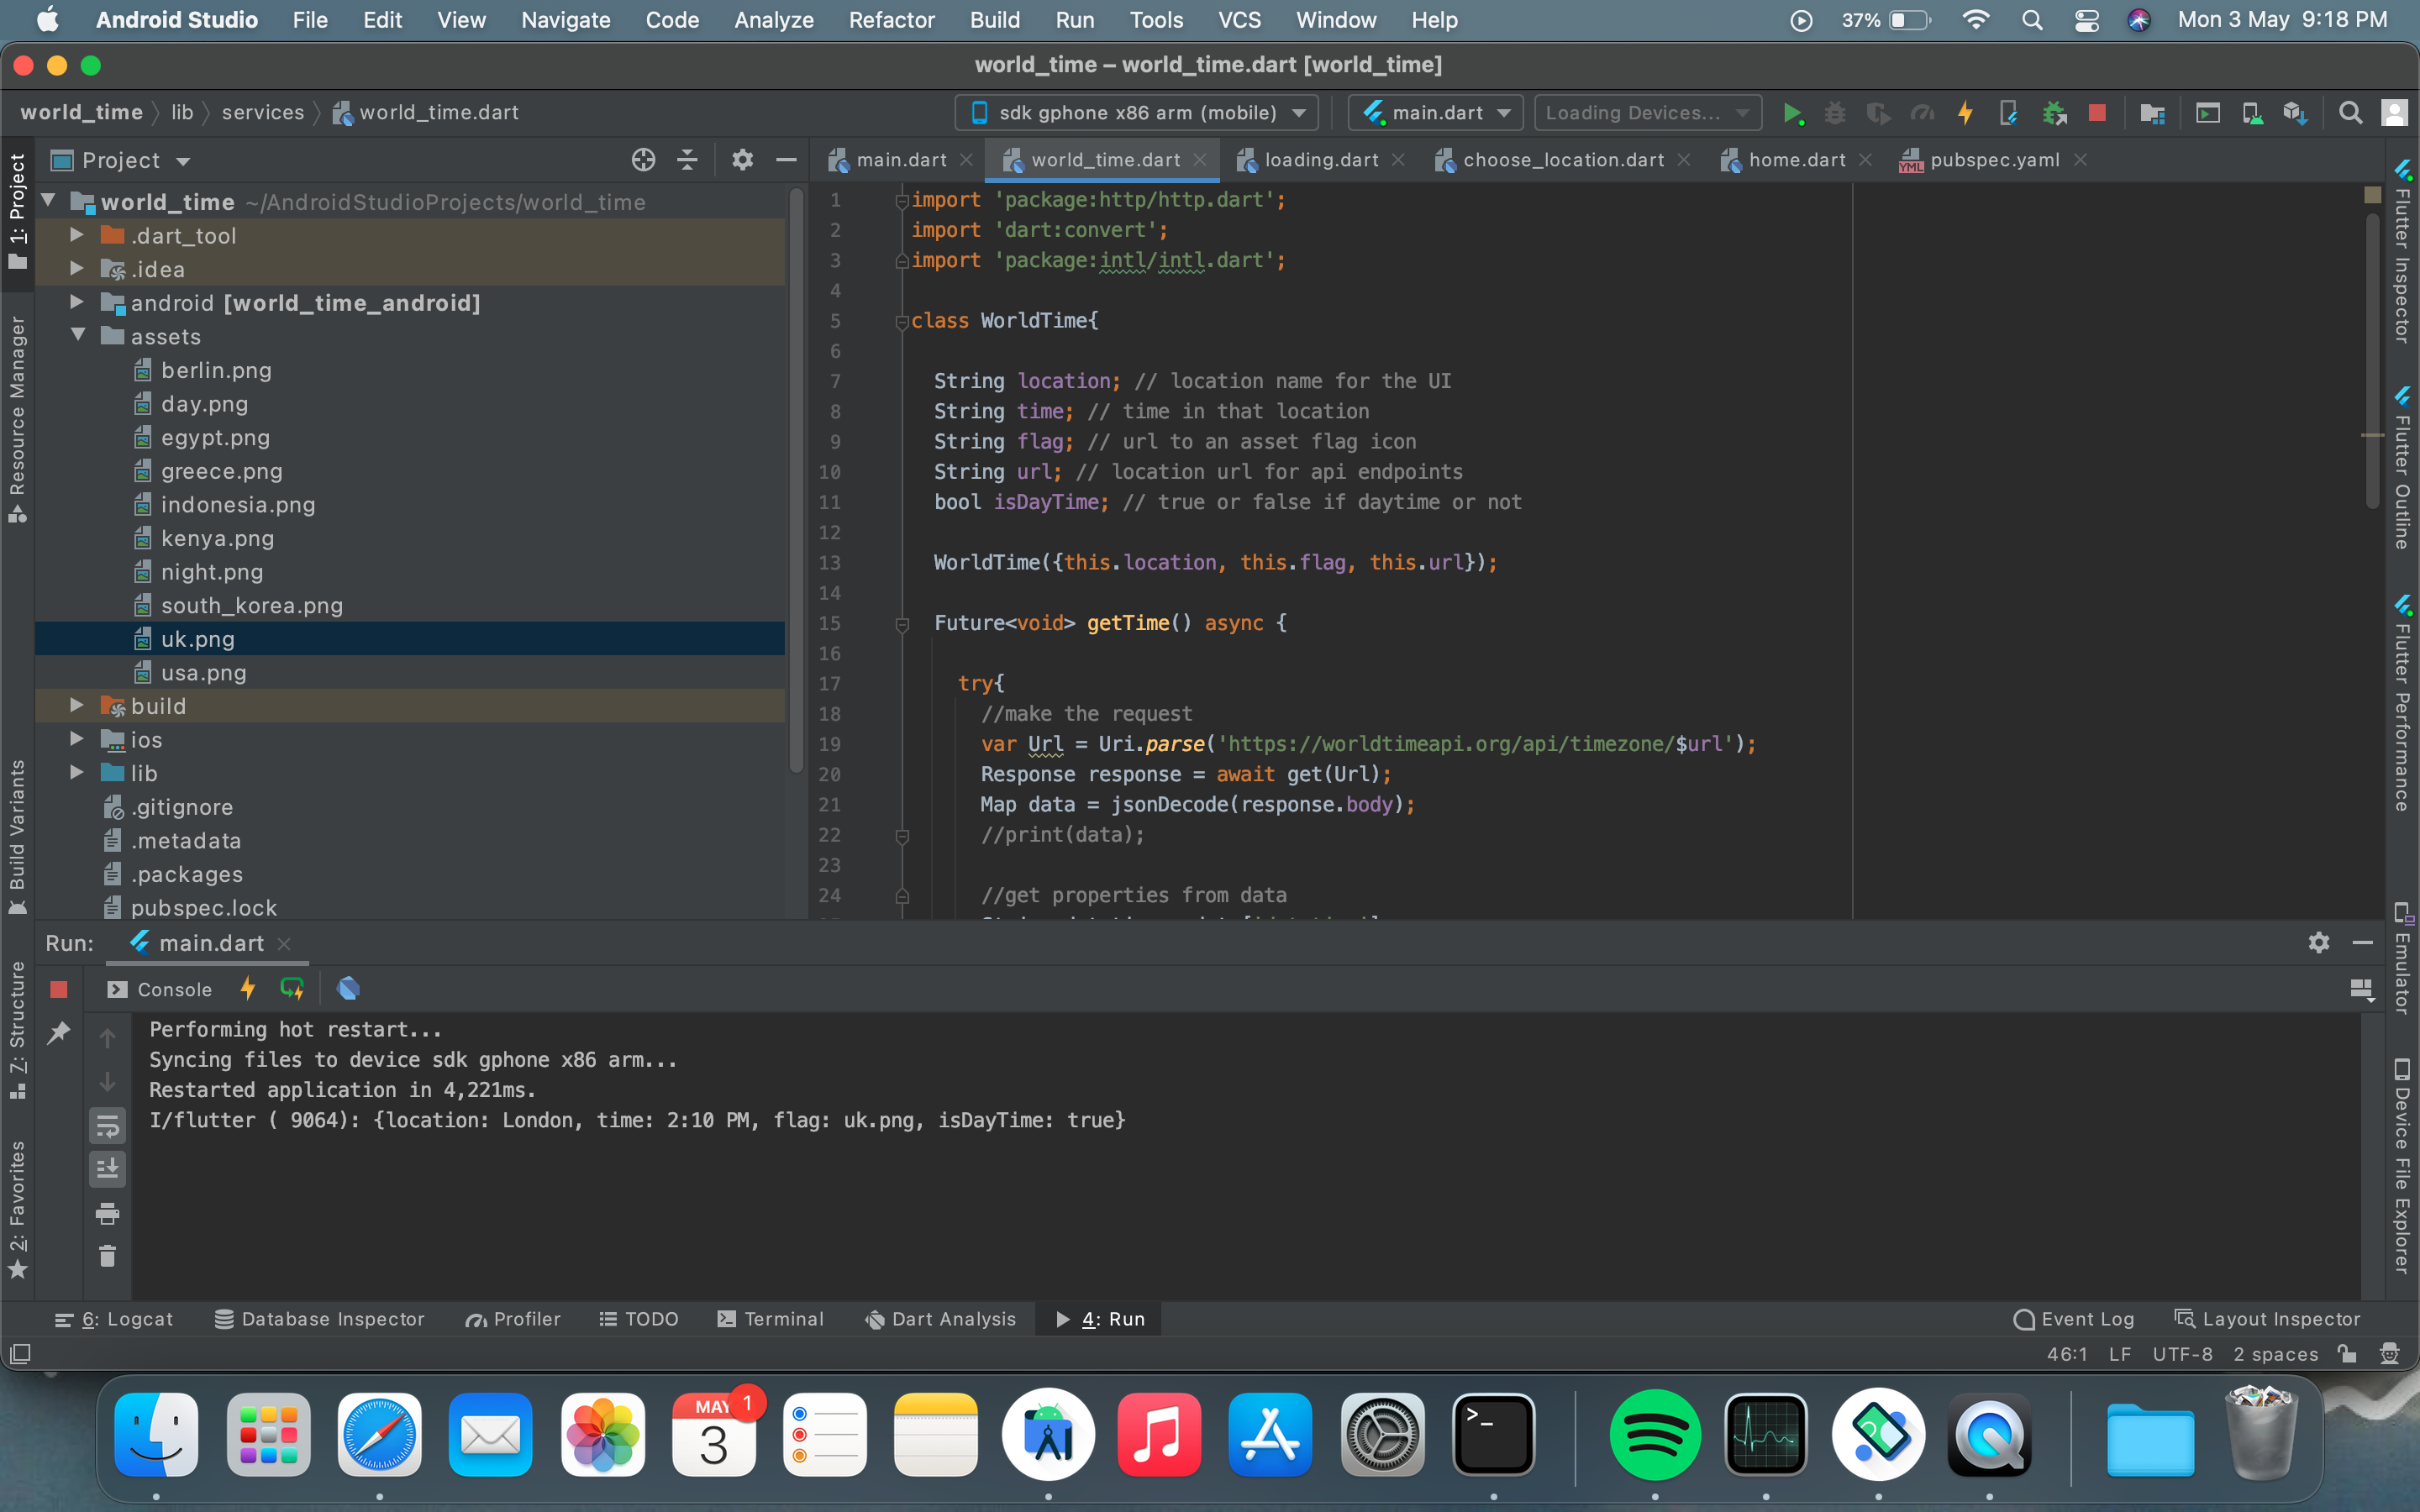 Android Studio File Edit View Navigate Code Analyze Refactor Build Run Tools VCS Window Help 37% Mon 3 May 9:18 PM
world_time – world_time.dart [world_time]
world_time lib services world_time.dart sdk gphone x86 arm (mobile) main.dart Loading Devices...
Project
main.dart world_time.dart loading.dart choose_location.dart home.dart pubspec.yaml
world_time ~/AndroidStudioProjects/world_time
.dart_tool
.idea
android [world_time_android]
assets
berlin.png
day.png
egypt.png
greece.png
indonesia.png
kenya.png
night.png
south_korea.png
uk.png
usa.png
build
ios
lib
.gitignore
.metadata
.packages
pubspec.lock
1: Project
Resource Manager
Build Variants
7: Structure
2: Favorites
1 import 'package:http/http.dart';
2 import 'dart:convert';
3 import 'package:intl/intl.dart';
4
5 class WorldTime{
6
7 String location; // location name for the UI
8 String time; // time in that location
9 String flag; // url to an asset flag icon
10 String url; // location url for api endpoints
11 bool isDayTime; // true or false if daytime or not
12
13 WorldTime({this.location, this.flag, this.url});
14
15 Future<void> getTime() async {
16
17 try{
18 //make the request
19 var Url = Uri.parse('https://worldtimeapi.org/api/timezone/$url');
20 Response response = await get(Url);
21 Map data = jsonDecode(response.body);
22 //print(data);
23
24 //get properties from data
Flutter Inspector
Flutter Outline
Flutter Performance
Emulator
Device File Explorer
Run: main.dart
Console
Performing hot restart...
Syncing files to device sdk gphone x86 arm...
Restarted application in 4,221ms.
I/flutter ( 9064): {location: London, time: 2:10 PM, flag: uk.png, isDayTime: true}
6: Logcat Database Inspector Profiler TODO Terminal Dart Analysis 4: Run Event Log Layout Inspector
46:1 LF UTF-8 2 spaces
MAY 1
3